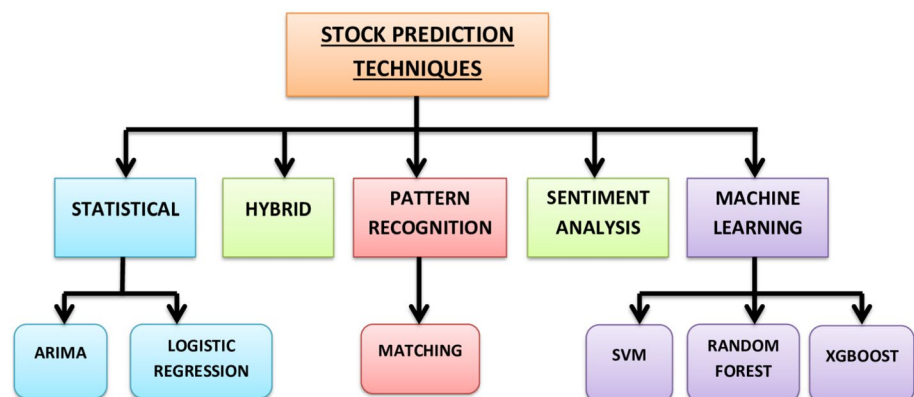 STOCK PREDICTION
TECHNIQUES
STATISTICAL
HYBRID
PATTERN
RECOGNITION
SENTIMENT
ANALYSIS
MACHINE
LEARNING
ARIMA
LOGISTIC
REGRESSION
MATCHING
SVM
RANDOM
FOREST
XGBOOST